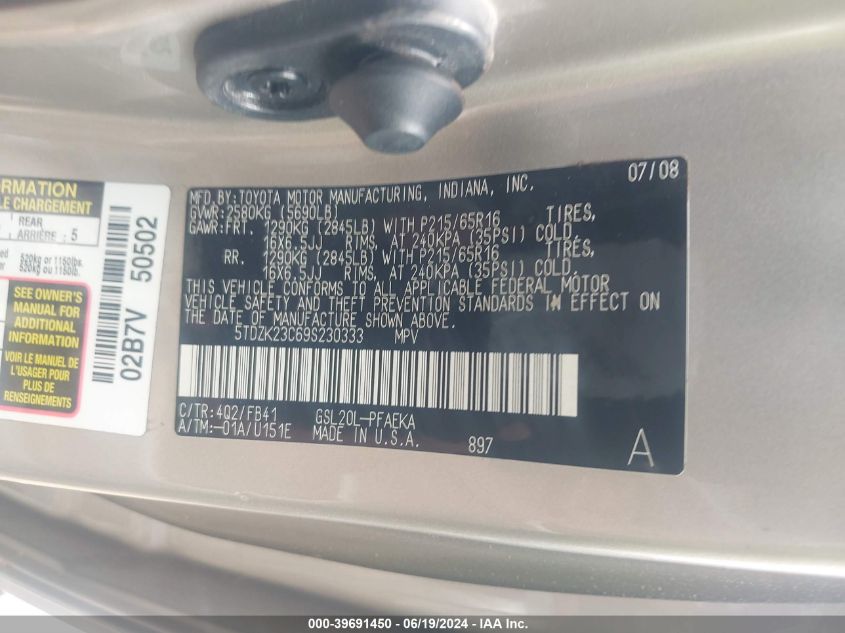 07/08
MFD. BY: TOYOTA MOTOR MANUFACTURING, INDIANA, INC.
GVWR: 2580KG (5690LB)
GAWR: FRT. 1290KG (2845LB) WITH P215/65R16 TIRES,
16X6.5JJ RIMS, AT 240KPA (35PSI) COLD.
RR. 1290KG (2845LB) WITH P215/65R16 TIRES,
16X6.5JJ RIMS, AT 240KPA (35PSI) COLD.
THIS VEHICLE CONFORMS TO ALL APPLICABLE FEDERAL MOTOR
VEHICLE SAFETY AND THEFT PREVENTION STANDARDS IN EFFECT ON
THE DATE OF MANUFACTURE SHOWN ABOVE.
5TDZK23C69S230333 MPV
C/TR: 4Q2/FB41 GSL20L-PFAEKA
A/TM: -01A/U151E MADE IN U.S.A. 897
A
REAR
ARRIÈRE : 5
520kg or 1150lbs.
520kg ou 1150lb
SEE OWNER'S
MANUAL FOR
ADDITIONAL
INFORMATION
VOIR LE MANUEL DE
L'USAGER POUR
PLUS DE
RENSEIGNEMENTS
02B7V 50502
000-39691450 - 06/19/2024 - IAA Inc.